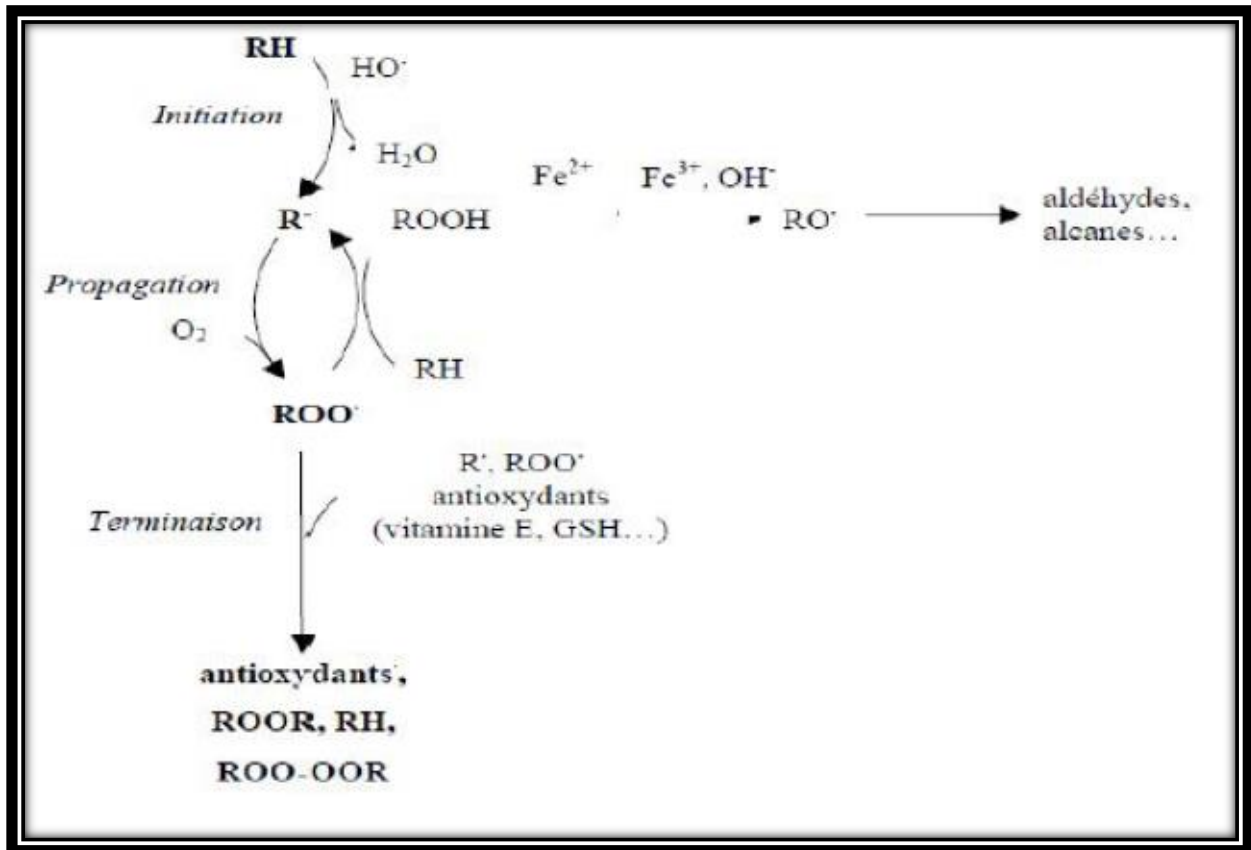 RH
HO·
Initiation
H₂O
Fe²⁺ Fe³⁺, OH⁻
R· ROOH RO· aldéhydes,
alcanes…
Propagation
O₂
RH
ROO·
R·, ROO·
antioxydants
Terminaison (vitamine E, GSH…)
antioxydants·,
ROOR, RH,
ROO-OOR